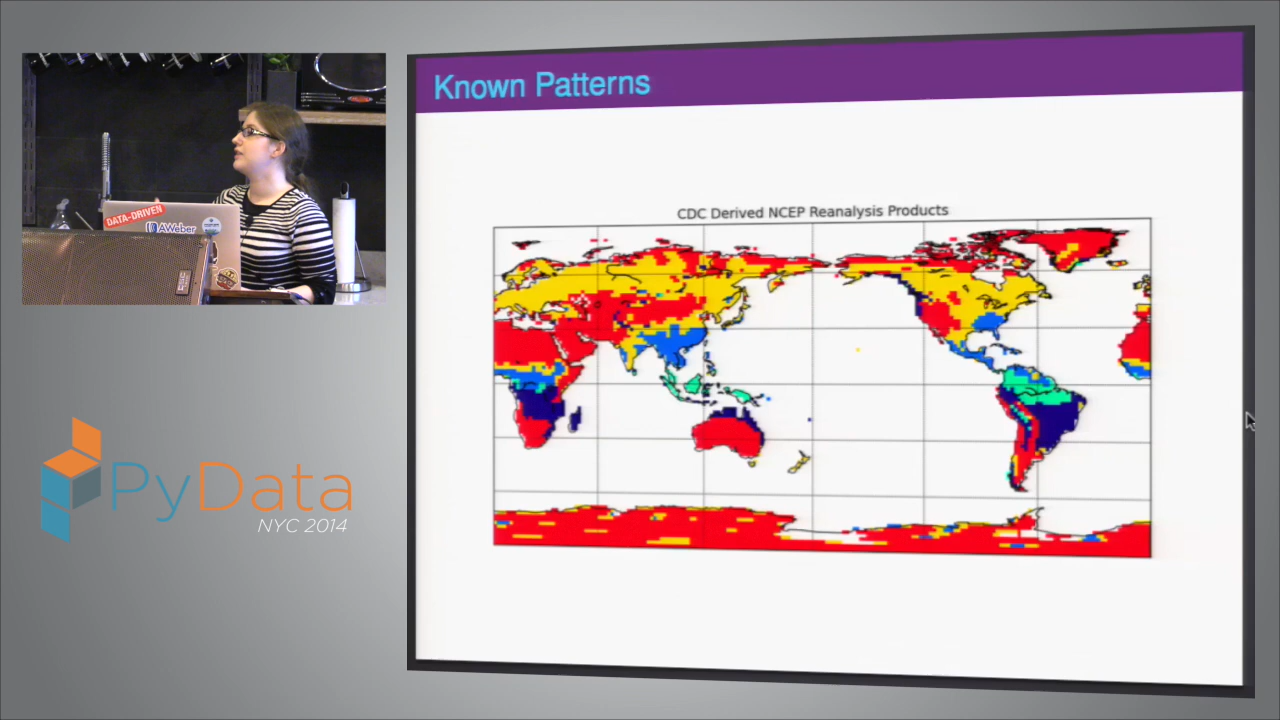 Known Patterns
CDC Derived NCEP Reanalysis Products
DATA-DRIVEN
AWeber
PyData
NYC 2014